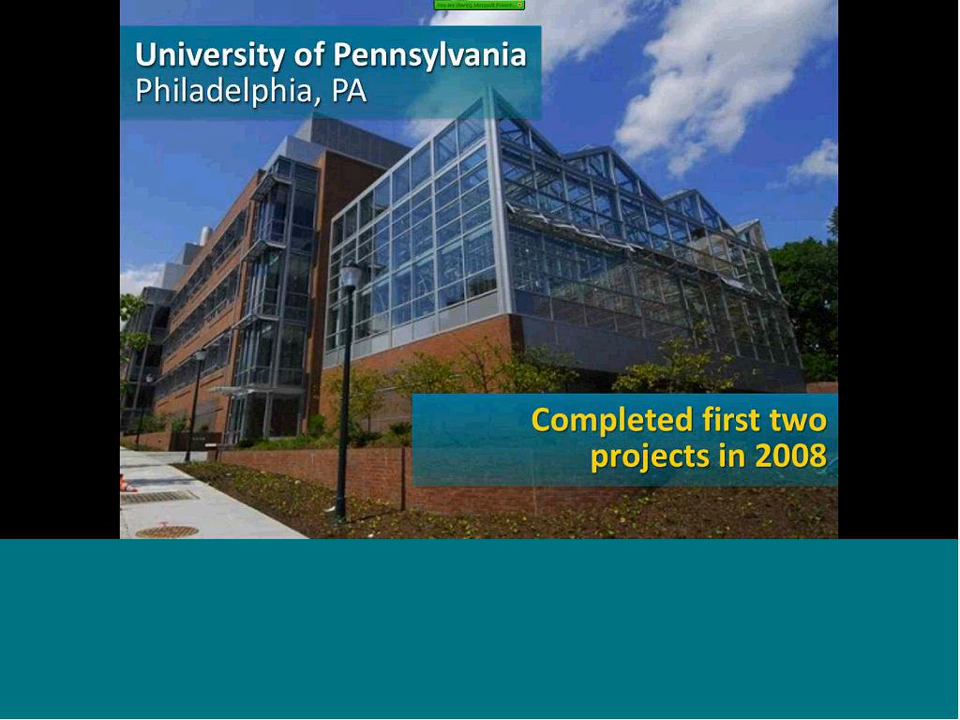 University of Pennsylvania
Philadelphia, PA
Completed first two
projects in 2008